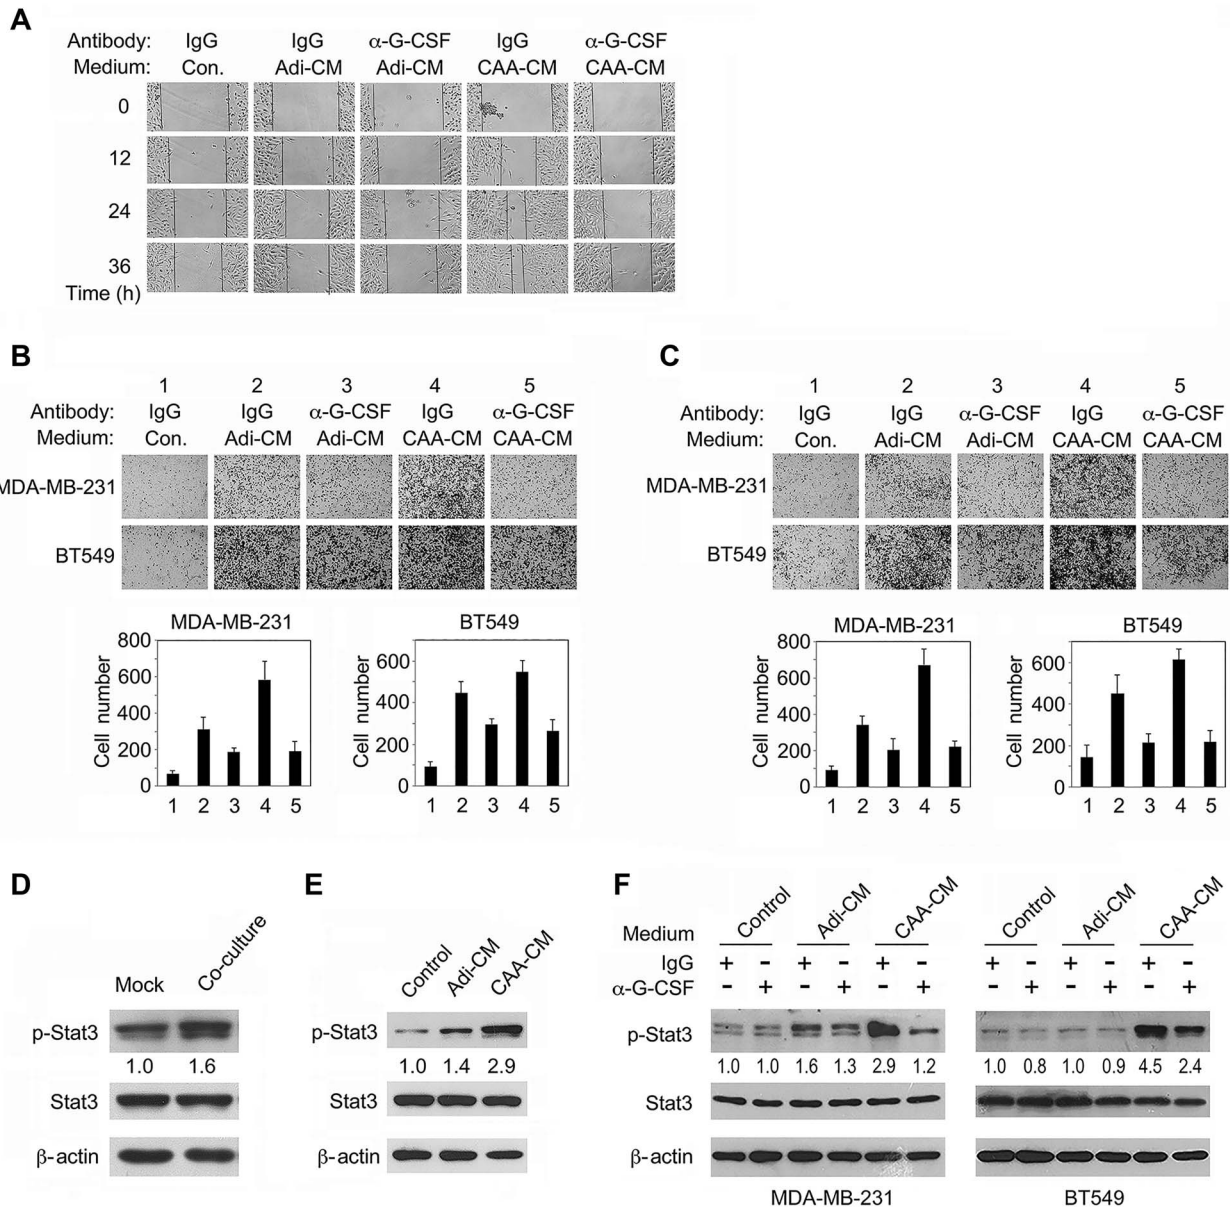 A
Antibody: IgG IgG α-G-CSF IgG α-G-CSF
Medium: Con. Adi-CM Adi-CM CAA-CM CAA-CM
0
12
24
36
Time (h)
B
1 2 3 4 5
Antibody: IgG IgG α-G-CSF IgG α-G-CSF
Medium: Con. Adi-CM Adi-CM CAA-CM CAA-CM
MDA-MB-231
BT549
MDA-MB-231 BT549
Cell number
800
600
400
200
0
1 2 3 4 5
Cell number
600
400
200
0
1 2 3 4 5
C
1 2 3 4 5
Antibody: IgG IgG α-G-CSF IgG α-G-CSF
Medium: Con. Adi-CM Adi-CM CAA-CM CAA-CM
MDA-MB-231
BT549
MDA-MB-231 BT549
Cell number
800
600
400
200
0
1 2 3 4 5
Cell number
600
400
200
0
1 2 3 4 5
D
Mock Co-culture
p-Stat3
1.0 1.6
Stat3
β-actin
E
Control Adi-CM CAA-CM
p-Stat3
1.0 1.4 2.9
Stat3
β-actin
F
Medium Control Adi-CM CAA-CM Control Adi-CM CAA-CM
IgG + - + - + - + - + - + -
α-G-CSF - + - + - + - + - + - +
p-Stat3
1.0 1.0 1.6 1.3 2.9 1.2 1.0 0.8 1.0 0.9 4.5 2.4
Stat3
β-actin
MDA-MB-231 BT549